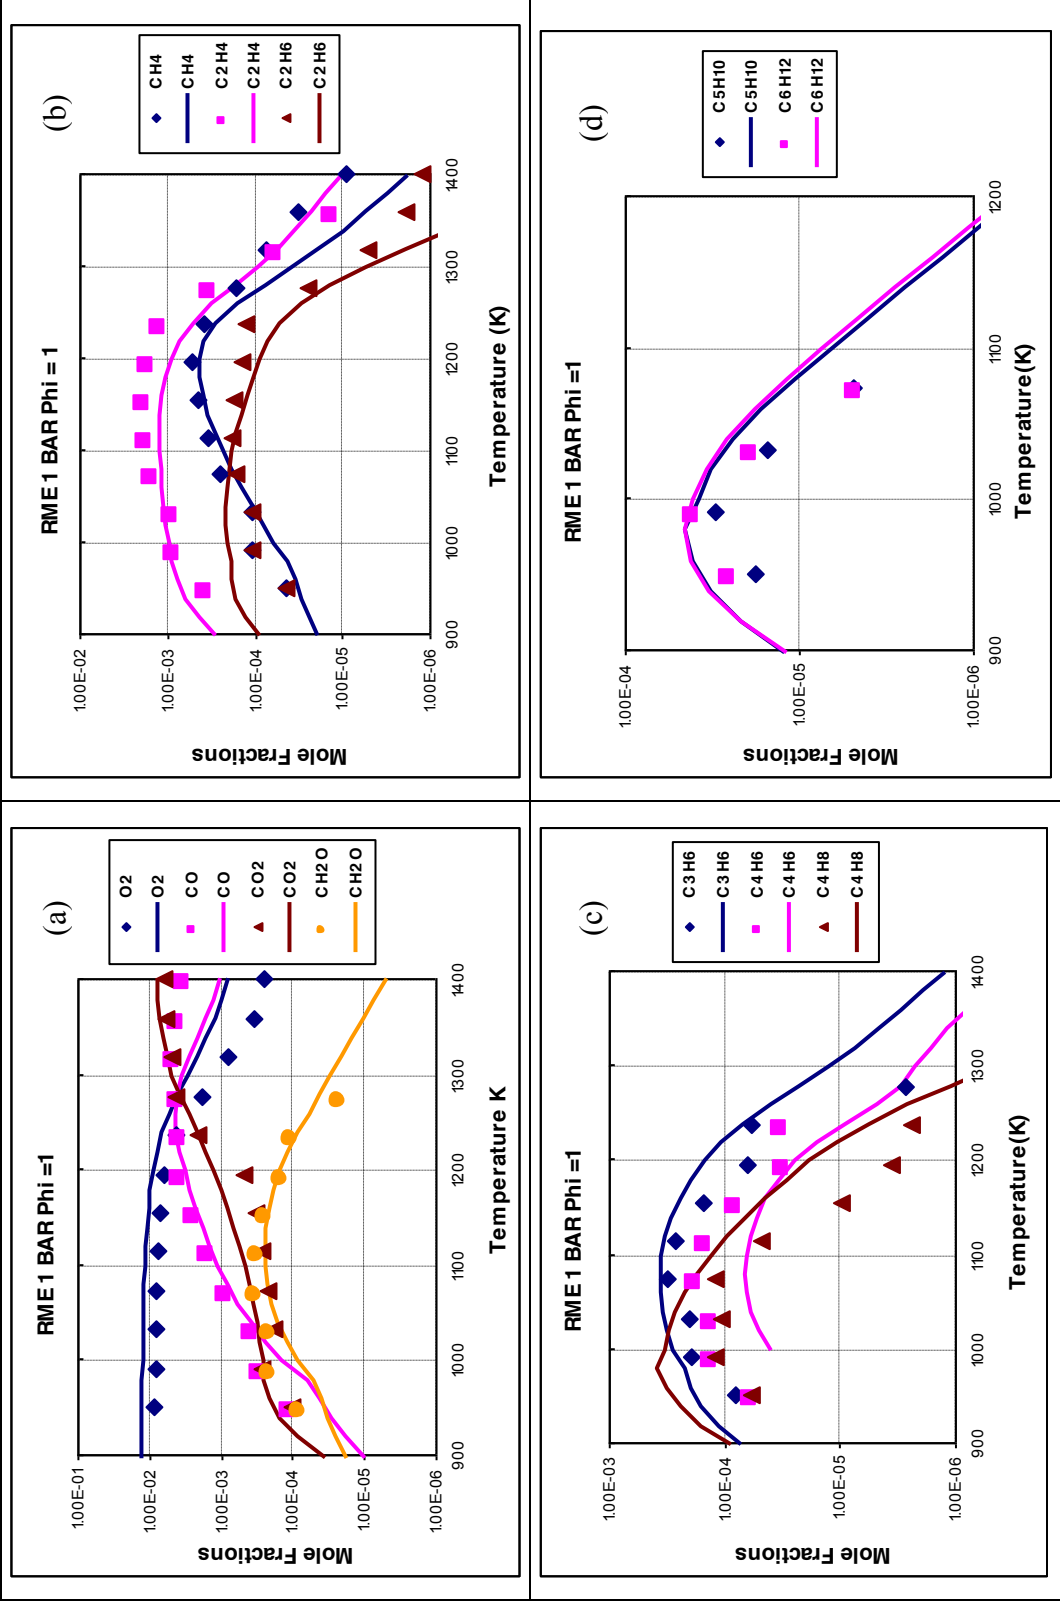 (a)
RME 1 BAR Phi =1
Mole Fractions
1.00E-01
1.00E-02
1.00E-03
1.00E-04
1.00E-05
1.00E-06
900
1000
1100
1200
1300
1400
Temperature K
O2
O2
CO
CO
CO2
CO2
CH2O
CH2O
(b)
RME 1 BAR Phi = 1
Mole Fractions
1.00E-02
1.00E-03
1.00E-04
1.00E-05
1.00E-06
900
1000
1100
1200
1300
1400
Temperature (K)
CH4
CH4
C2H4
C2H4
C2H6
C2H6
(c)
RME 1 BAR Phi =1
Mole Fractions
1.00E-03
1.00E-04
1.00E-05
1.00E-06
900
1000
1100
1200
1300
1400
Temperature(K)
C3H6
C3H6
C4H6
C4H6
C4H8
C4H8
(d)
RME 1 BAR Phi =1
Mole Fractions
1.00E-04
1.00E-05
1.00E-06
900
1000
1100
1200
Temperature(K)
C5H10
C5H10
C6H12
C6H12